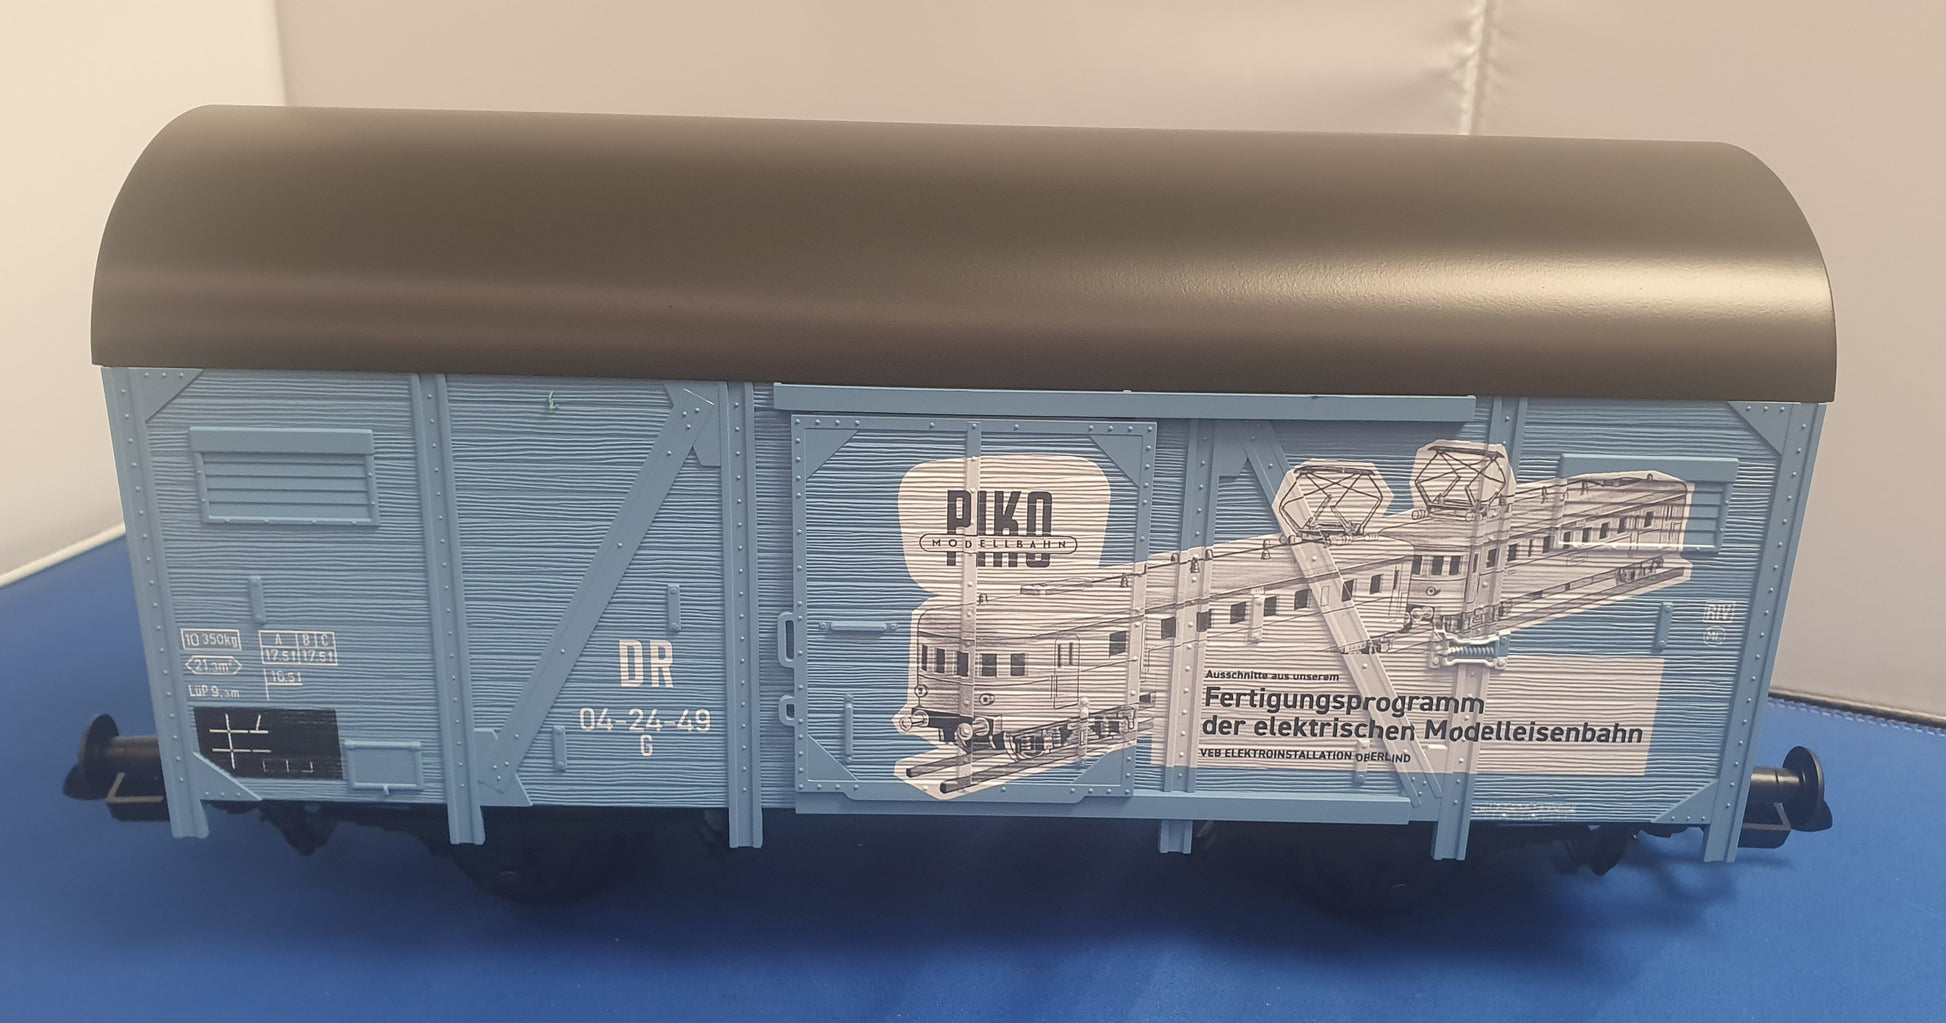 10 350kg
A B C
17.5t 17.5t
21.3m²
16.5t
LüP 9,3m
DR
04-24-49
G
PIKO
MODELLBAHN
Ausschnitte aus unserem
Fertigungsprogramm
der elektrischen Modelleisenbahn
VEB ELEKTROINSTALLATION OBERLIND
RIV
MC